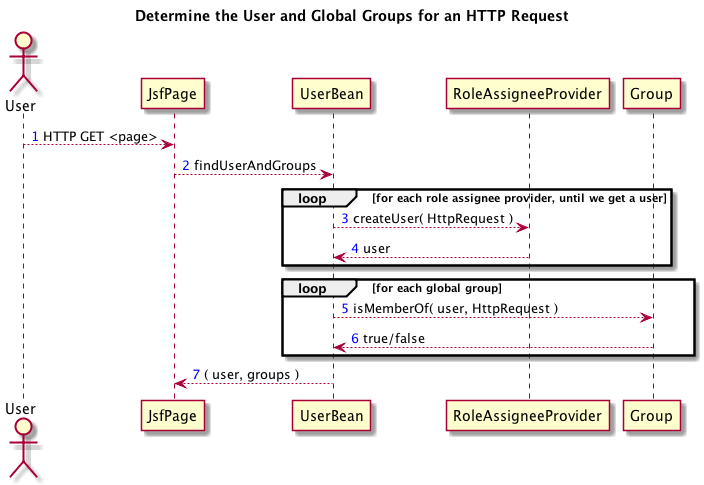 Determine the User and Global Groups for an HTTP Request
User
JsfPage
UserBean
RoleAssigneeProvider
Group
1 HTTP GET <page>
2 findUserAndGroups
loop [for each role assignee provider, until we get a user]
3 createUser( HttpRequest )
4 user
loop [for each global group]
5 isMemberOf( user, HttpRequest )
6 true/false
7 ( user, groups )
User
JsfPage
UserBean
RoleAssigneeProvider
Group